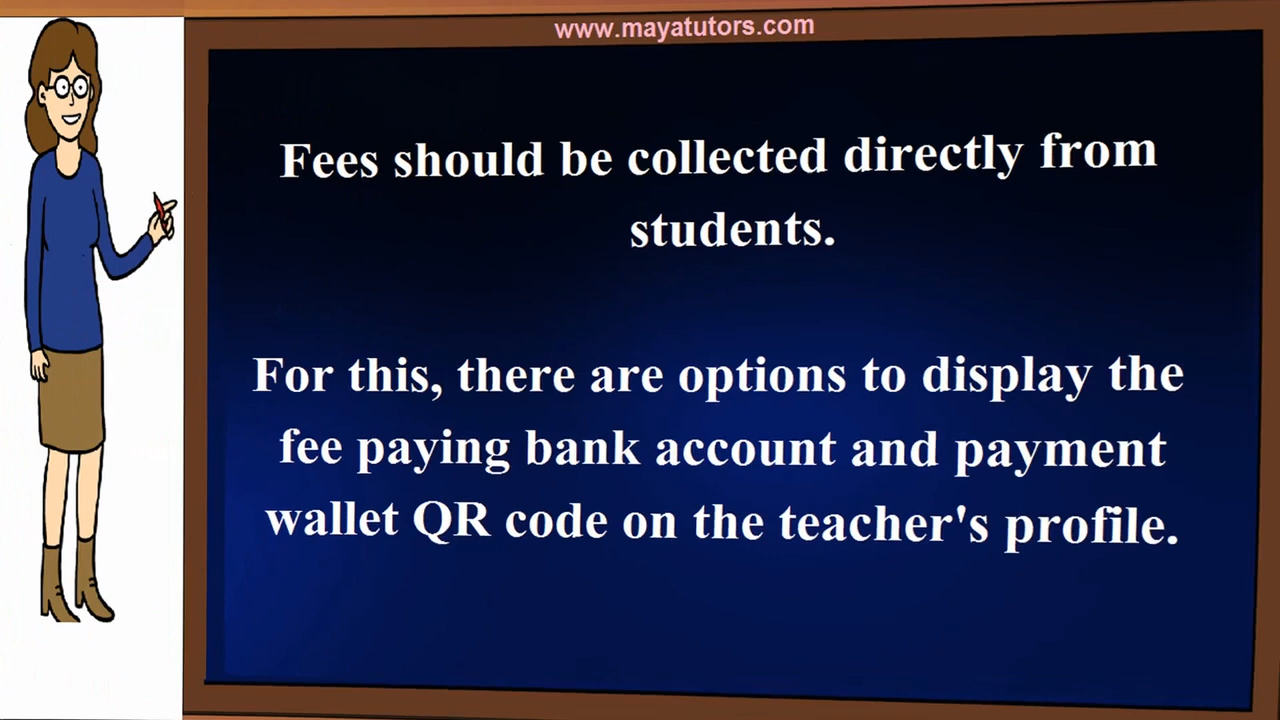 www.mayatutors.com
Fees should be collected directly from
students.
For this, there are options to display the
fee paying bank account and payment
wallet QR code on the teacher's profile.